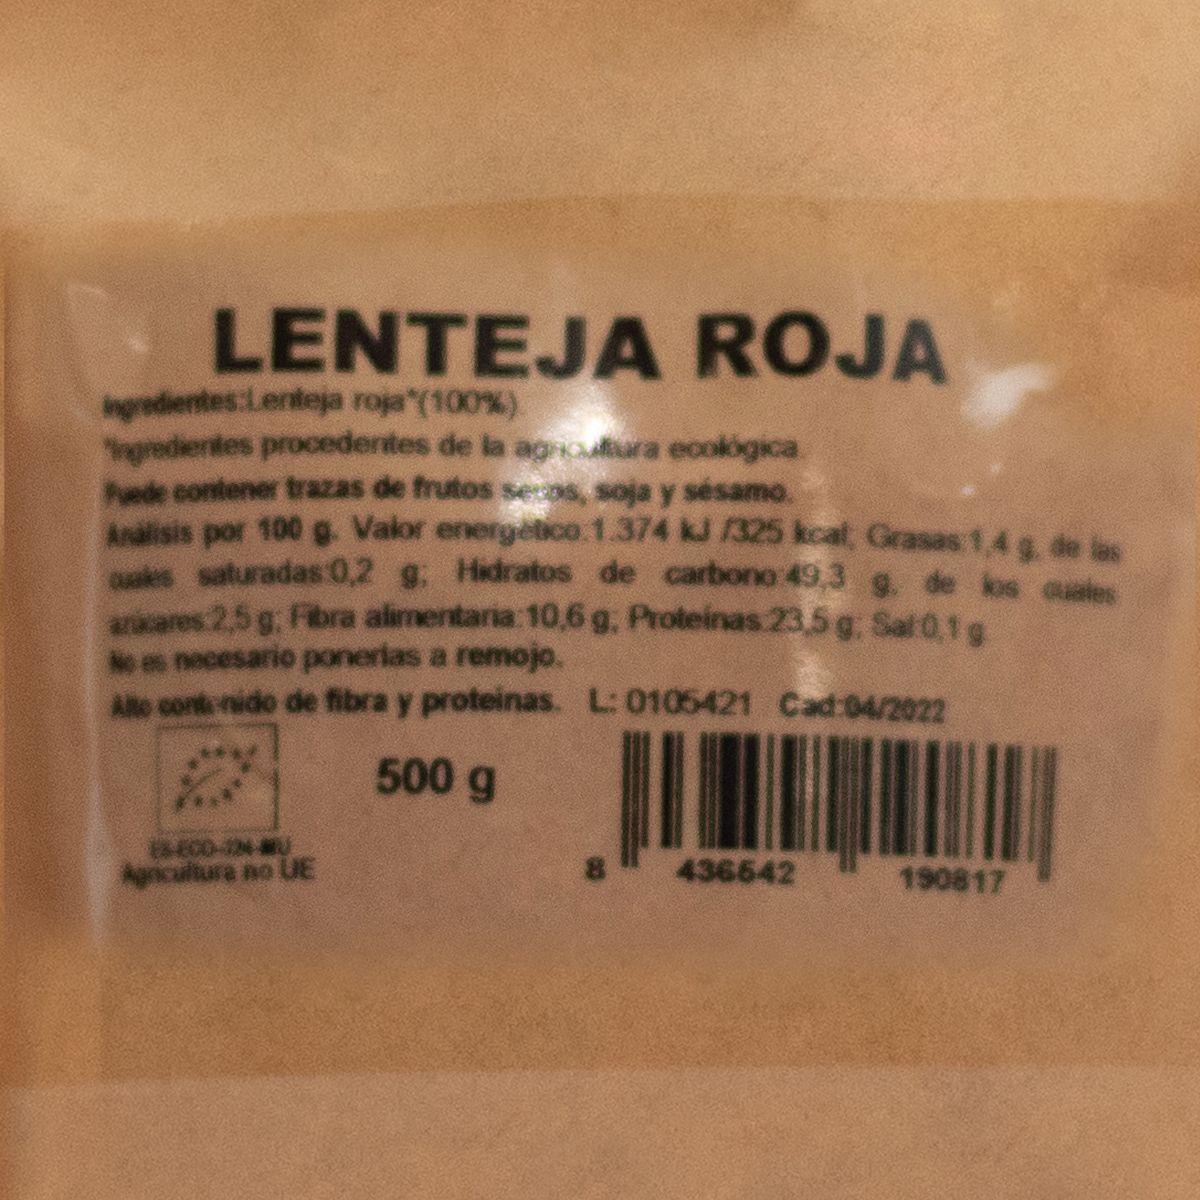 LENTEJA ROJA
Ingredientes:Lenteja roja*(100%)
*Ingredientes procedentes de la agricultura ecológica.
Puede contener trazas de frutos secos, soja y sésamo.
Análisis por 100 g. Valor energético:1.374 kJ /325 kcal; Grasas:1,4 g, de las
cuales saturadas:0,2 g; Hidratos de carbono:49,3 g, de los cuales
azúcares:2,5 g; Fibra alimentaria:10,6 g; Proteínas:23,5 g; Sal:0,1 g
No es necesario ponerlas a remojo.
Alto contenido de fibra y proteínas. L: 0105421 Cad:04/2022
500 g
Agricultura no UE
8 436542 190817